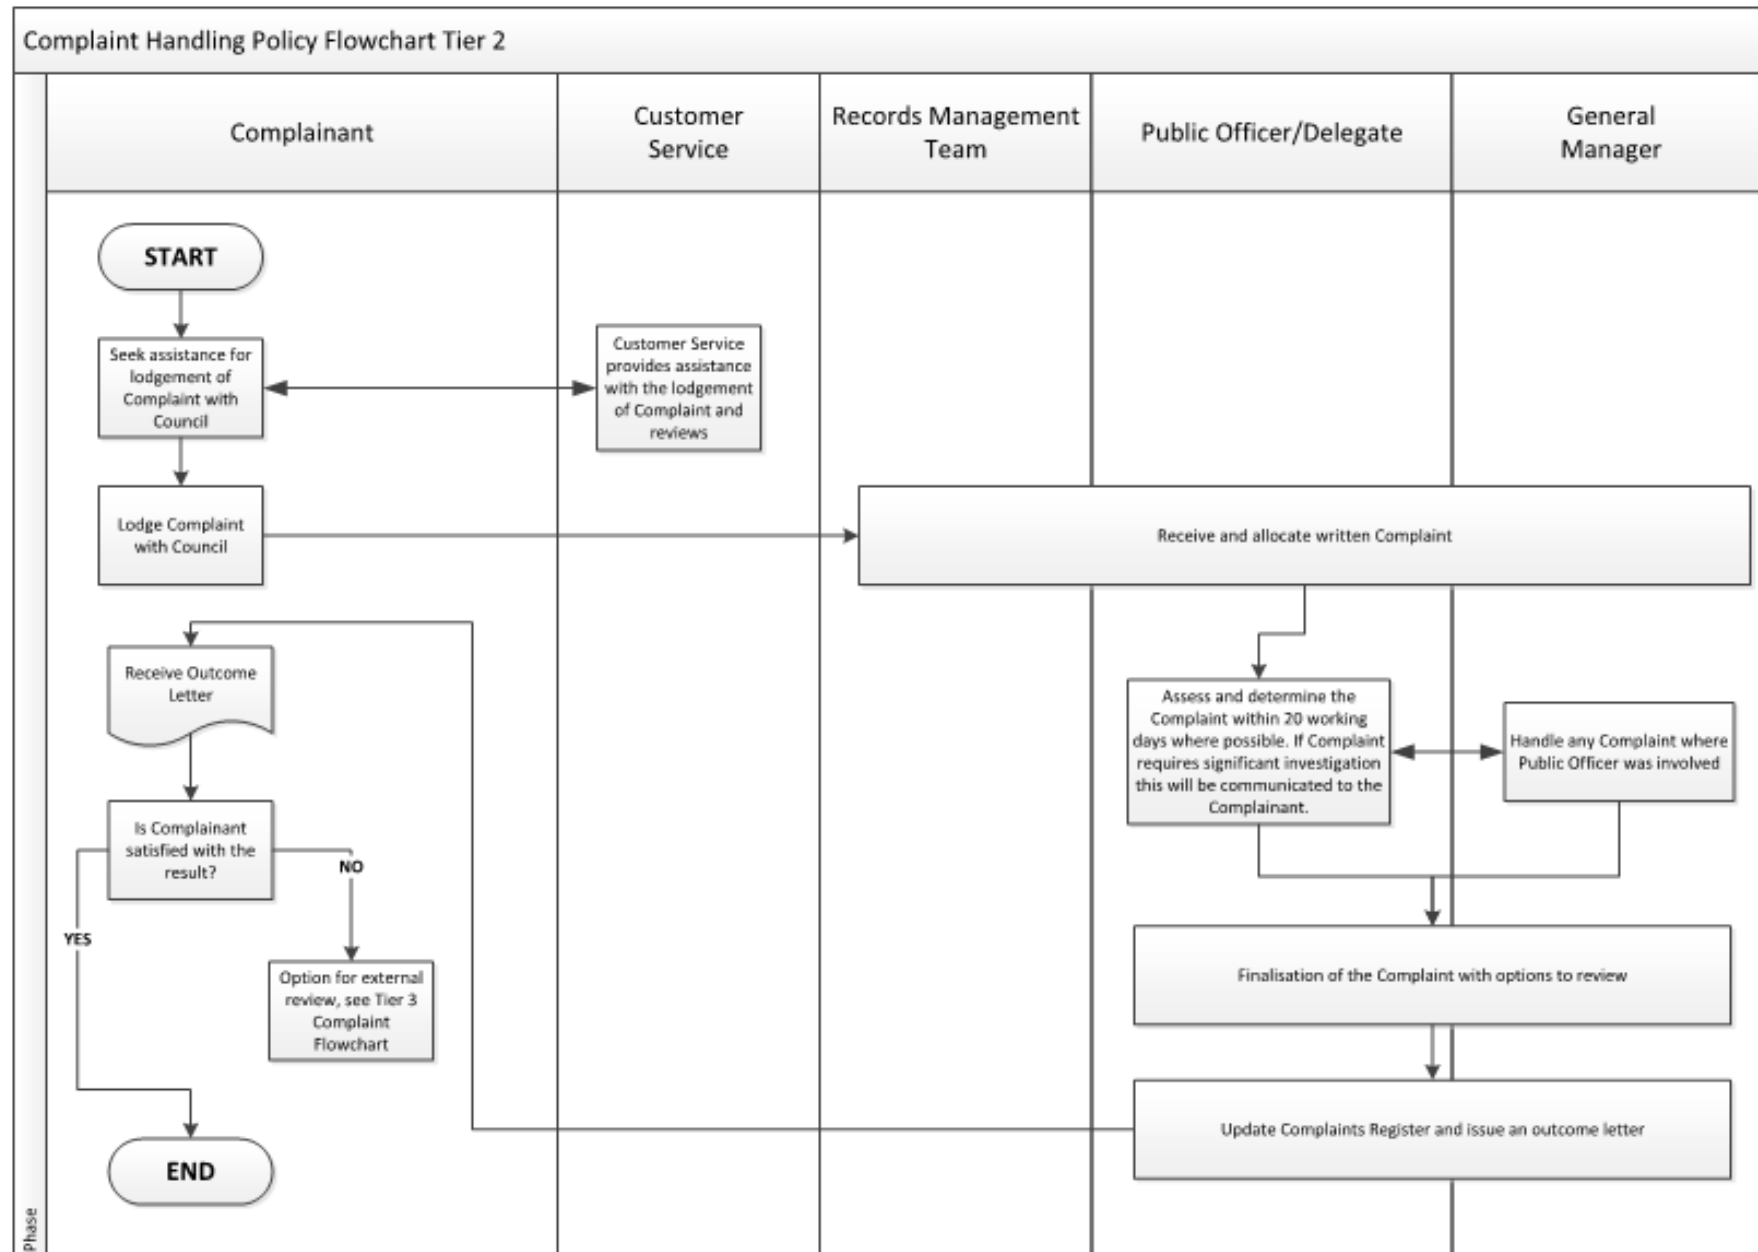 Complaint Handling Policy Flowchart Tier 2
Complainant
Customer
Service
Records Management
Team
Public Officer/Delegate
General
Manager
START
Seek assistance for
lodgement of
Complaint with
Council
Customer Service
provides assistance
with the lodgement
of Complaint and
reviews
Lodge Complaint
with Council
Receive and allocate written Complaint
Receive Outcome
Letter
Assess and determine the
Complaint within 20 working
days where possible. If Complaint
requires significant investigation
this will be communicated to the
Complainant.
Handle any Complaint where
Public Officer was involved
Is Complainant
satisfied with the
result?
NO
YES
Option for external
review, see Tier 3
Complaint
Flowchart
Finalisation of the Complaint with options to review
Update Complaints Register and issue an outcome letter
END
Phase